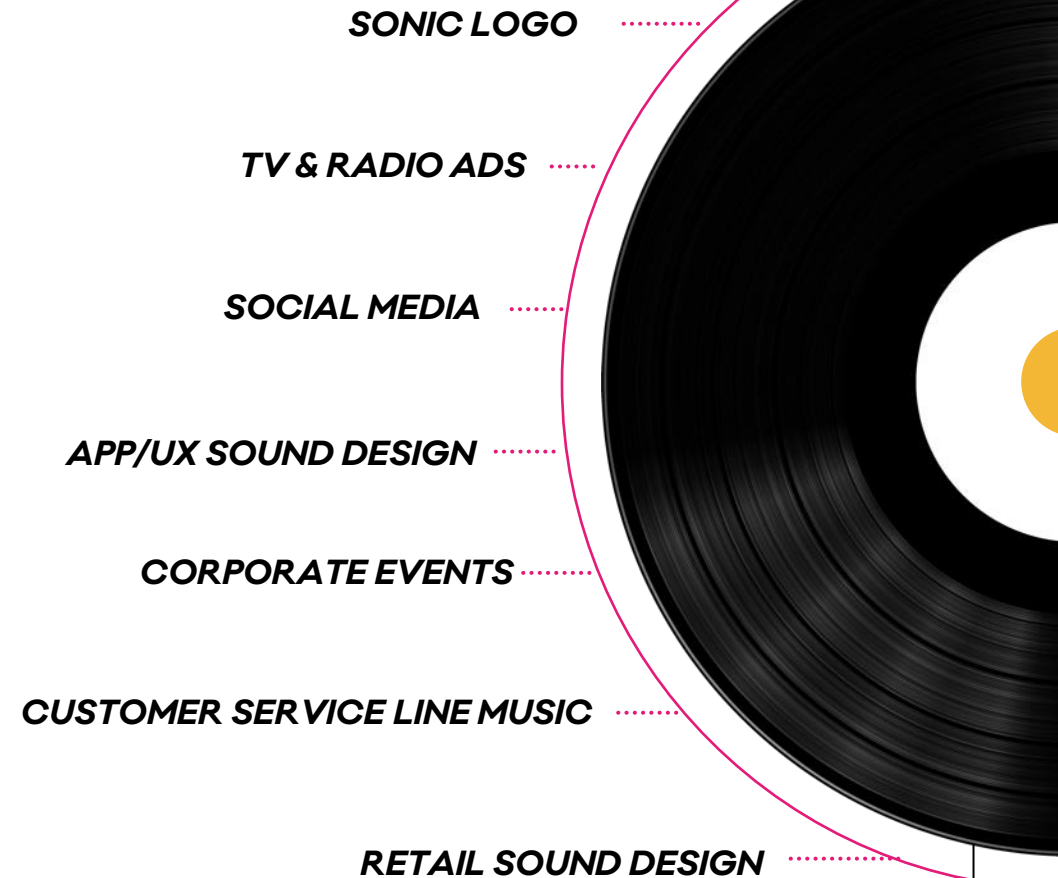 SONIC LOGO
TV & RADIO ADS
SOCIAL MEDIA
APP/UX SOUND DESIGN
CORPORATE EVENTS
CUSTOMER SERVICE LINE MUSIC
RETAIL SOUND DESIGN